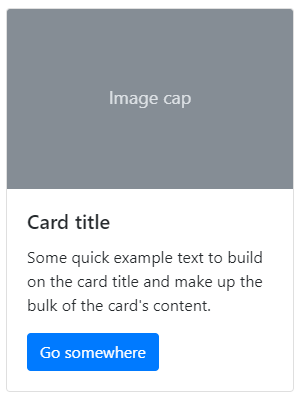 Image cap
Card title
Some quick example text to build
on the card title and make up the
bulk of the card's content.
Go somewhere